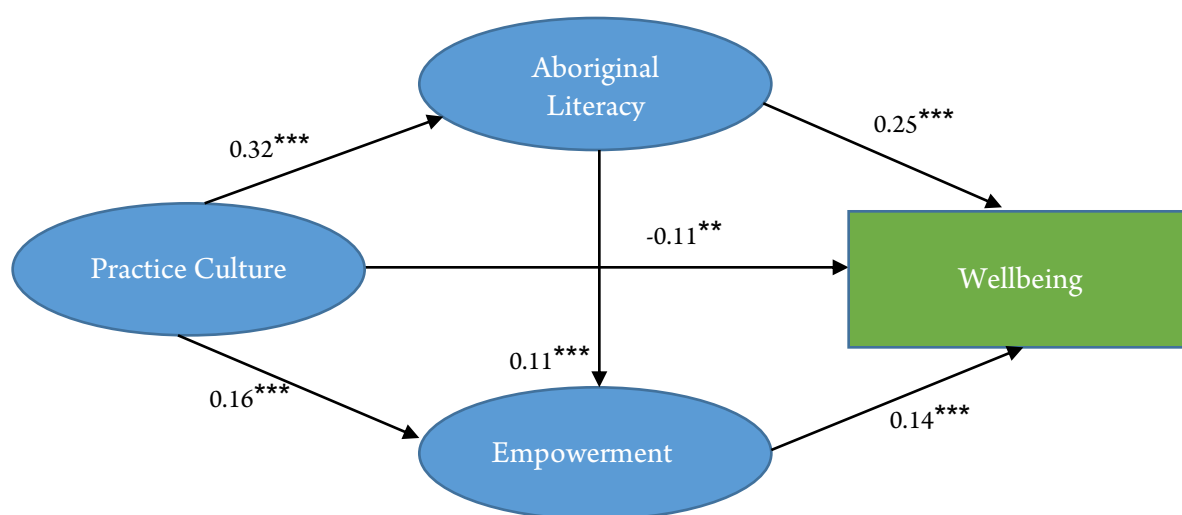 Aboriginal
Literacy
0.32***
0.25***
-0.11**
Practice Culture
Wellbeing
0.11***
0.16***
0.14***
Empowerment